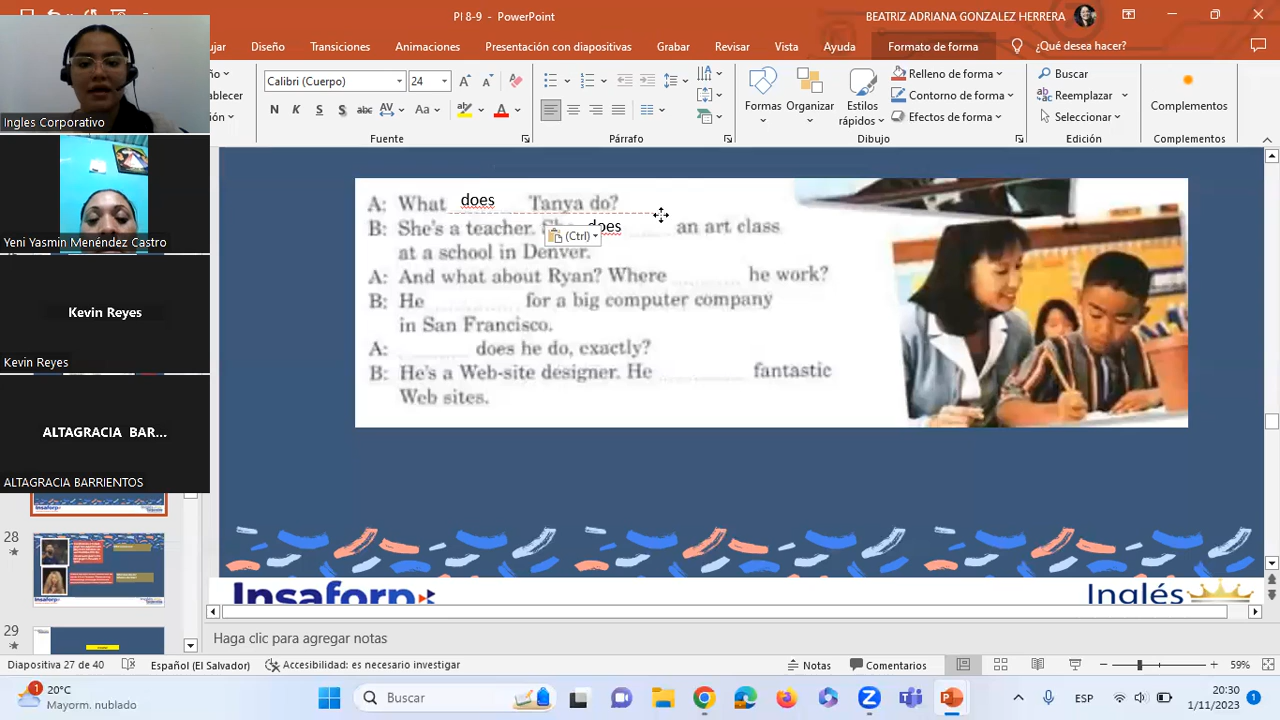 PI 8-9 - PowerPoint
BEATRIZ ADRIANA GONZALEZ HERRERA
ujar
Diseño
Transiciones
Animaciones
Presentación con diapositivas
Grabar
Revisar
Vista
Ayuda
Formato de forma
¿Qué desea hacer?
Calibri (Cuerpo)
24
Formas
Organizar
Estilos rápidos
Relleno de forma
Contorno de forma
Efectos de forma
Buscar
Reemplazar
Seleccionar
Complementos
Fuente
Párrafo
Dibujo
Edición
Complementos
Ingles Corporativo
Yeni Yasmin Menéndez Castro
Kevin Reyes
Kevin Reyes
ALTAGRACIA BAR...
ALTAGRACIA BARRIENTOS
A: What does Tanya do?
B: She's a teacher. She does an art class
(Ctrl)
at a school in Denver.
A: And what about Ryan? Where he work?
B: He for a big computer company
in San Francisco.
A: does he do, exactly?
B: He's a Web-site designer. He fantastic
Web sites.
28
29
Insaforp
Inglés
Haga clic para agregar notas
Diapositiva 27 de 40
Español (El Salvador)
Accesibilidad: es necesario investigar
Notas
Comentarios
59%
1
20°C
Mayorm. nublado
Buscar
ESP
20:30
1/11/2023